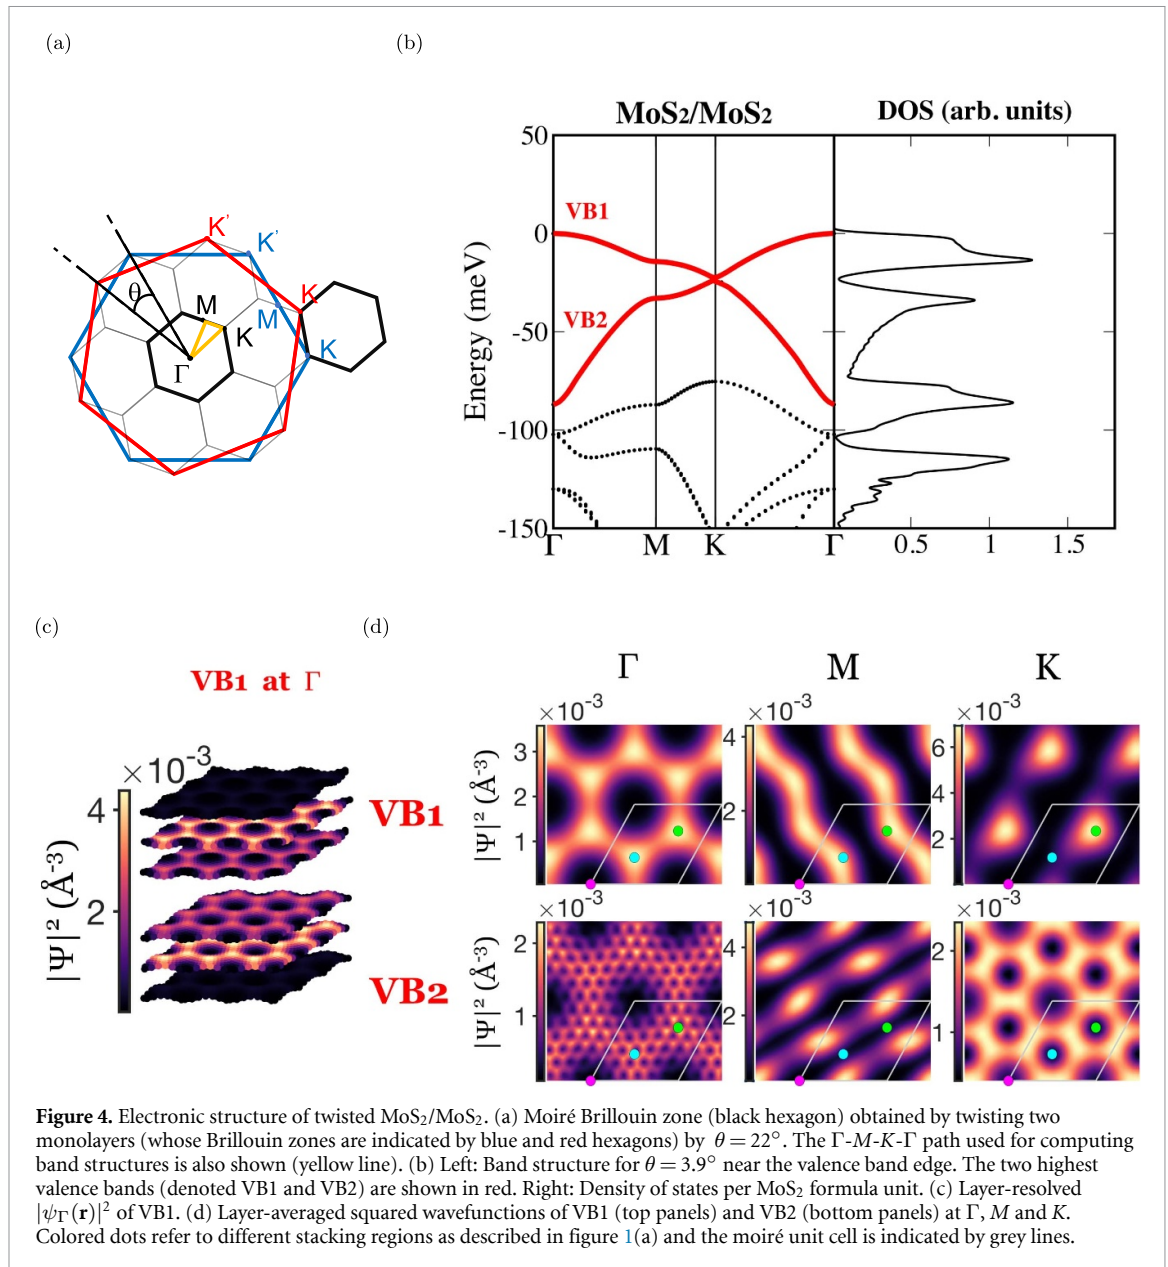 (a)
(b)
MoS₂/MoS₂
DOS (arb. units)
50
0
-50
-100
-150
Energy (meV)
VB1
VB2
Γ
M
K
Γ
0.5
1
1.5
K'
K'
θ
M
K
M
K
K
Γ
(c)
(d)
VB1 at Γ
×10⁻³
4
2
|Ψ|² (Å⁻³)
Γ
M
K
VB1
×10⁻³
3
2
1
|Ψ|² (Å⁻³)
×10⁻³
4
2
×10⁻³
6
4
2
VB2
×10⁻³
2
1
|Ψ|² (Å⁻³)
×10⁻³
4
2
×10⁻³
2
1
Figure 4. Electronic structure of twisted MoS₂/MoS₂. (a) Moiré Brillouin zone (black hexagon) obtained by twisting two
monolayers (whose Brillouin zones are indicated by blue and red hexagons) by θ = 22°. The Γ-M-K-Γ path used for computing
band structures is also shown (yellow line). (b) Left: Band structure for θ = 3.9° near the valence band edge. The two highest
valence bands (denoted VB1 and VB2) are shown in red. Right: Density of states per MoS₂ formula unit. (c) Layer-resolved
|ψ_Γ(r)|² of VB1. (d) Layer-averaged squared wavefunctions of VB1 (top panels) and VB2 (bottom panels) at Γ, M and K.
Colored dots refer to different stacking regions as described in figure 1(a) and the moiré unit cell is indicated by grey lines.